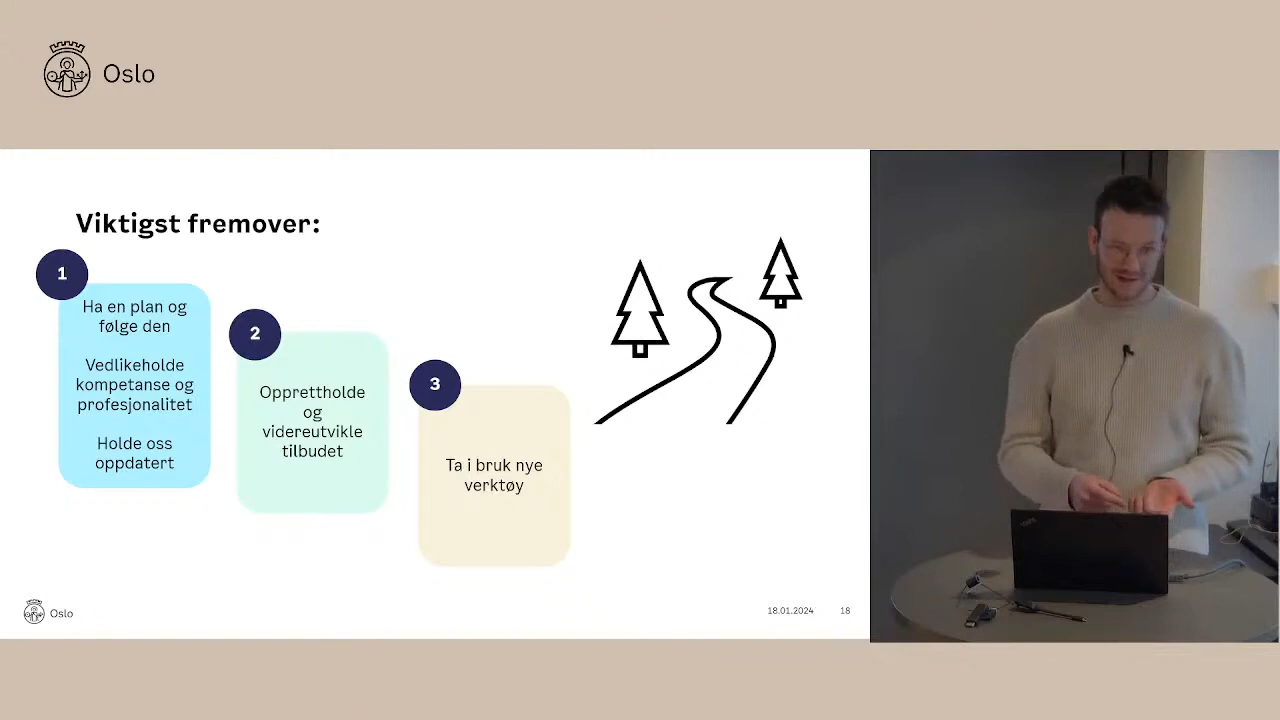 Oslo
Viktigst fremover:
1
Ha en plan og
følge den
Vedlikeholde
kompetanse og
profesjonalitet
Holde oss
oppdatert
2
Opprettholde
og
videreutvikle
tilbudet
3
Ta i bruk nye
verktøy
Oslo
18.01.2024
18